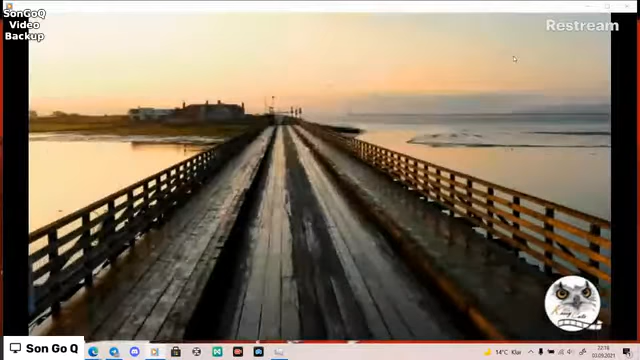 SonGoQ
Video
Backup
Restream
Son Go Q
14°C Klar
22:16
03.09.2021